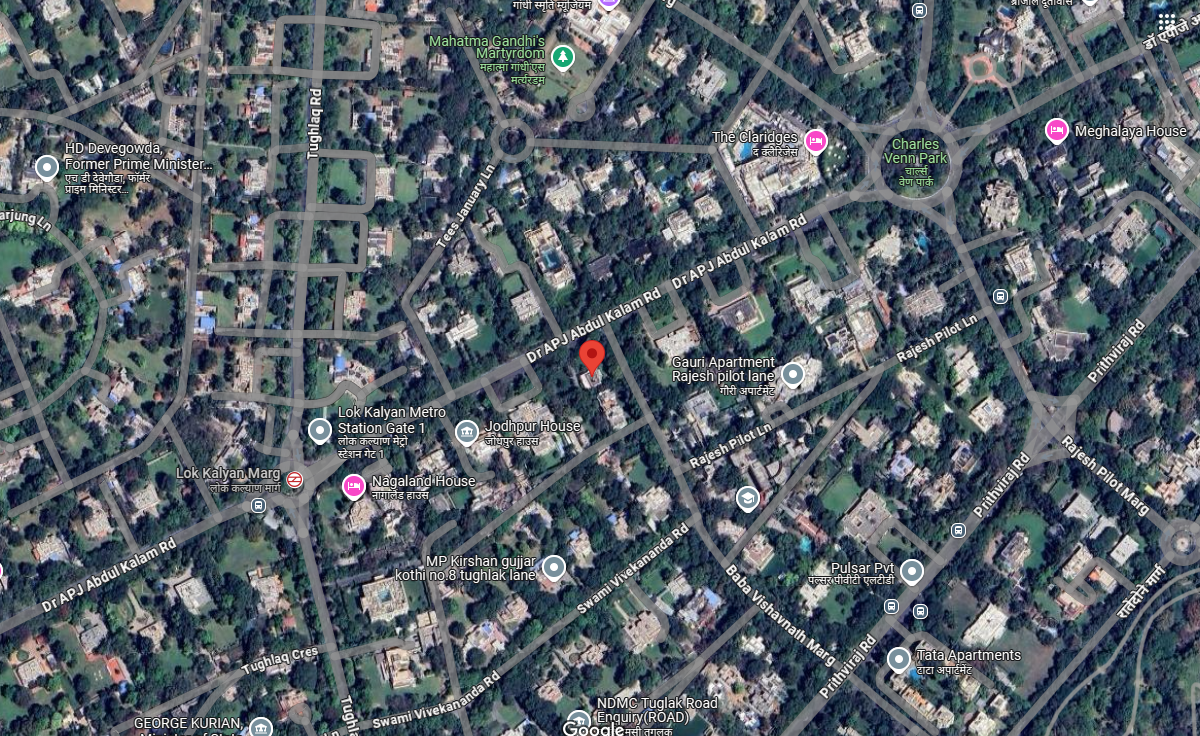 गांधी स्मृति म्यूजियम
Mahatma Gandhi's
Martyrdom
महात्मा गांधी'एस
मर्त्यरडम
HD Devegowda,
Former Prime Minister...
एच डी देवेगौडा, फॉर्मर
प्राइम मिनिस्टर...
Tughlaq Rd
Tees January Ln
The Claridges
द क्लैरिजेस
Charles
Venn Park
चार्ल्स
वेण पार्क
Meghalaya House
Dr APJ Abdul Kalam Rd
Dr APJ Abdul Kalam Rd
Rajesh Pilot Ln
Prithviraj Rd
Gauri Apartment
Rajesh pilot lane
गौरी अपार्टमेंट
Lok Kalyan Metro
Station Gate 1
लोक कल्याण मेट्रो
स्टेशन गेट 1
Jodhpur House
जोधपुर हाउस
Rajesh Pilot Ln
Rajesh Pilot Marg
Lok Kalyan Marg
लोक कल्याण मार्ग
Nagaland House
नागालैंड हाउस
Prithviraj Rd
Dr APJ Abdul Kalam Rd
MP Kirshan gujjar
kothi no.8 tughlak lane
Swami Vivekananda Rd
Pulsar Pvt
पल्सर पीवीटी एलटीडी
Baba Vishavnath Marg
Prithviraj Rd
Tughlaq Cres
Tata Apartments
टाटा अपार्टमेंट
Swami Vivekananda Rd
NDMC Tuglak Road
Enquiry(ROAD)
GEORGE KURIAN,
Google